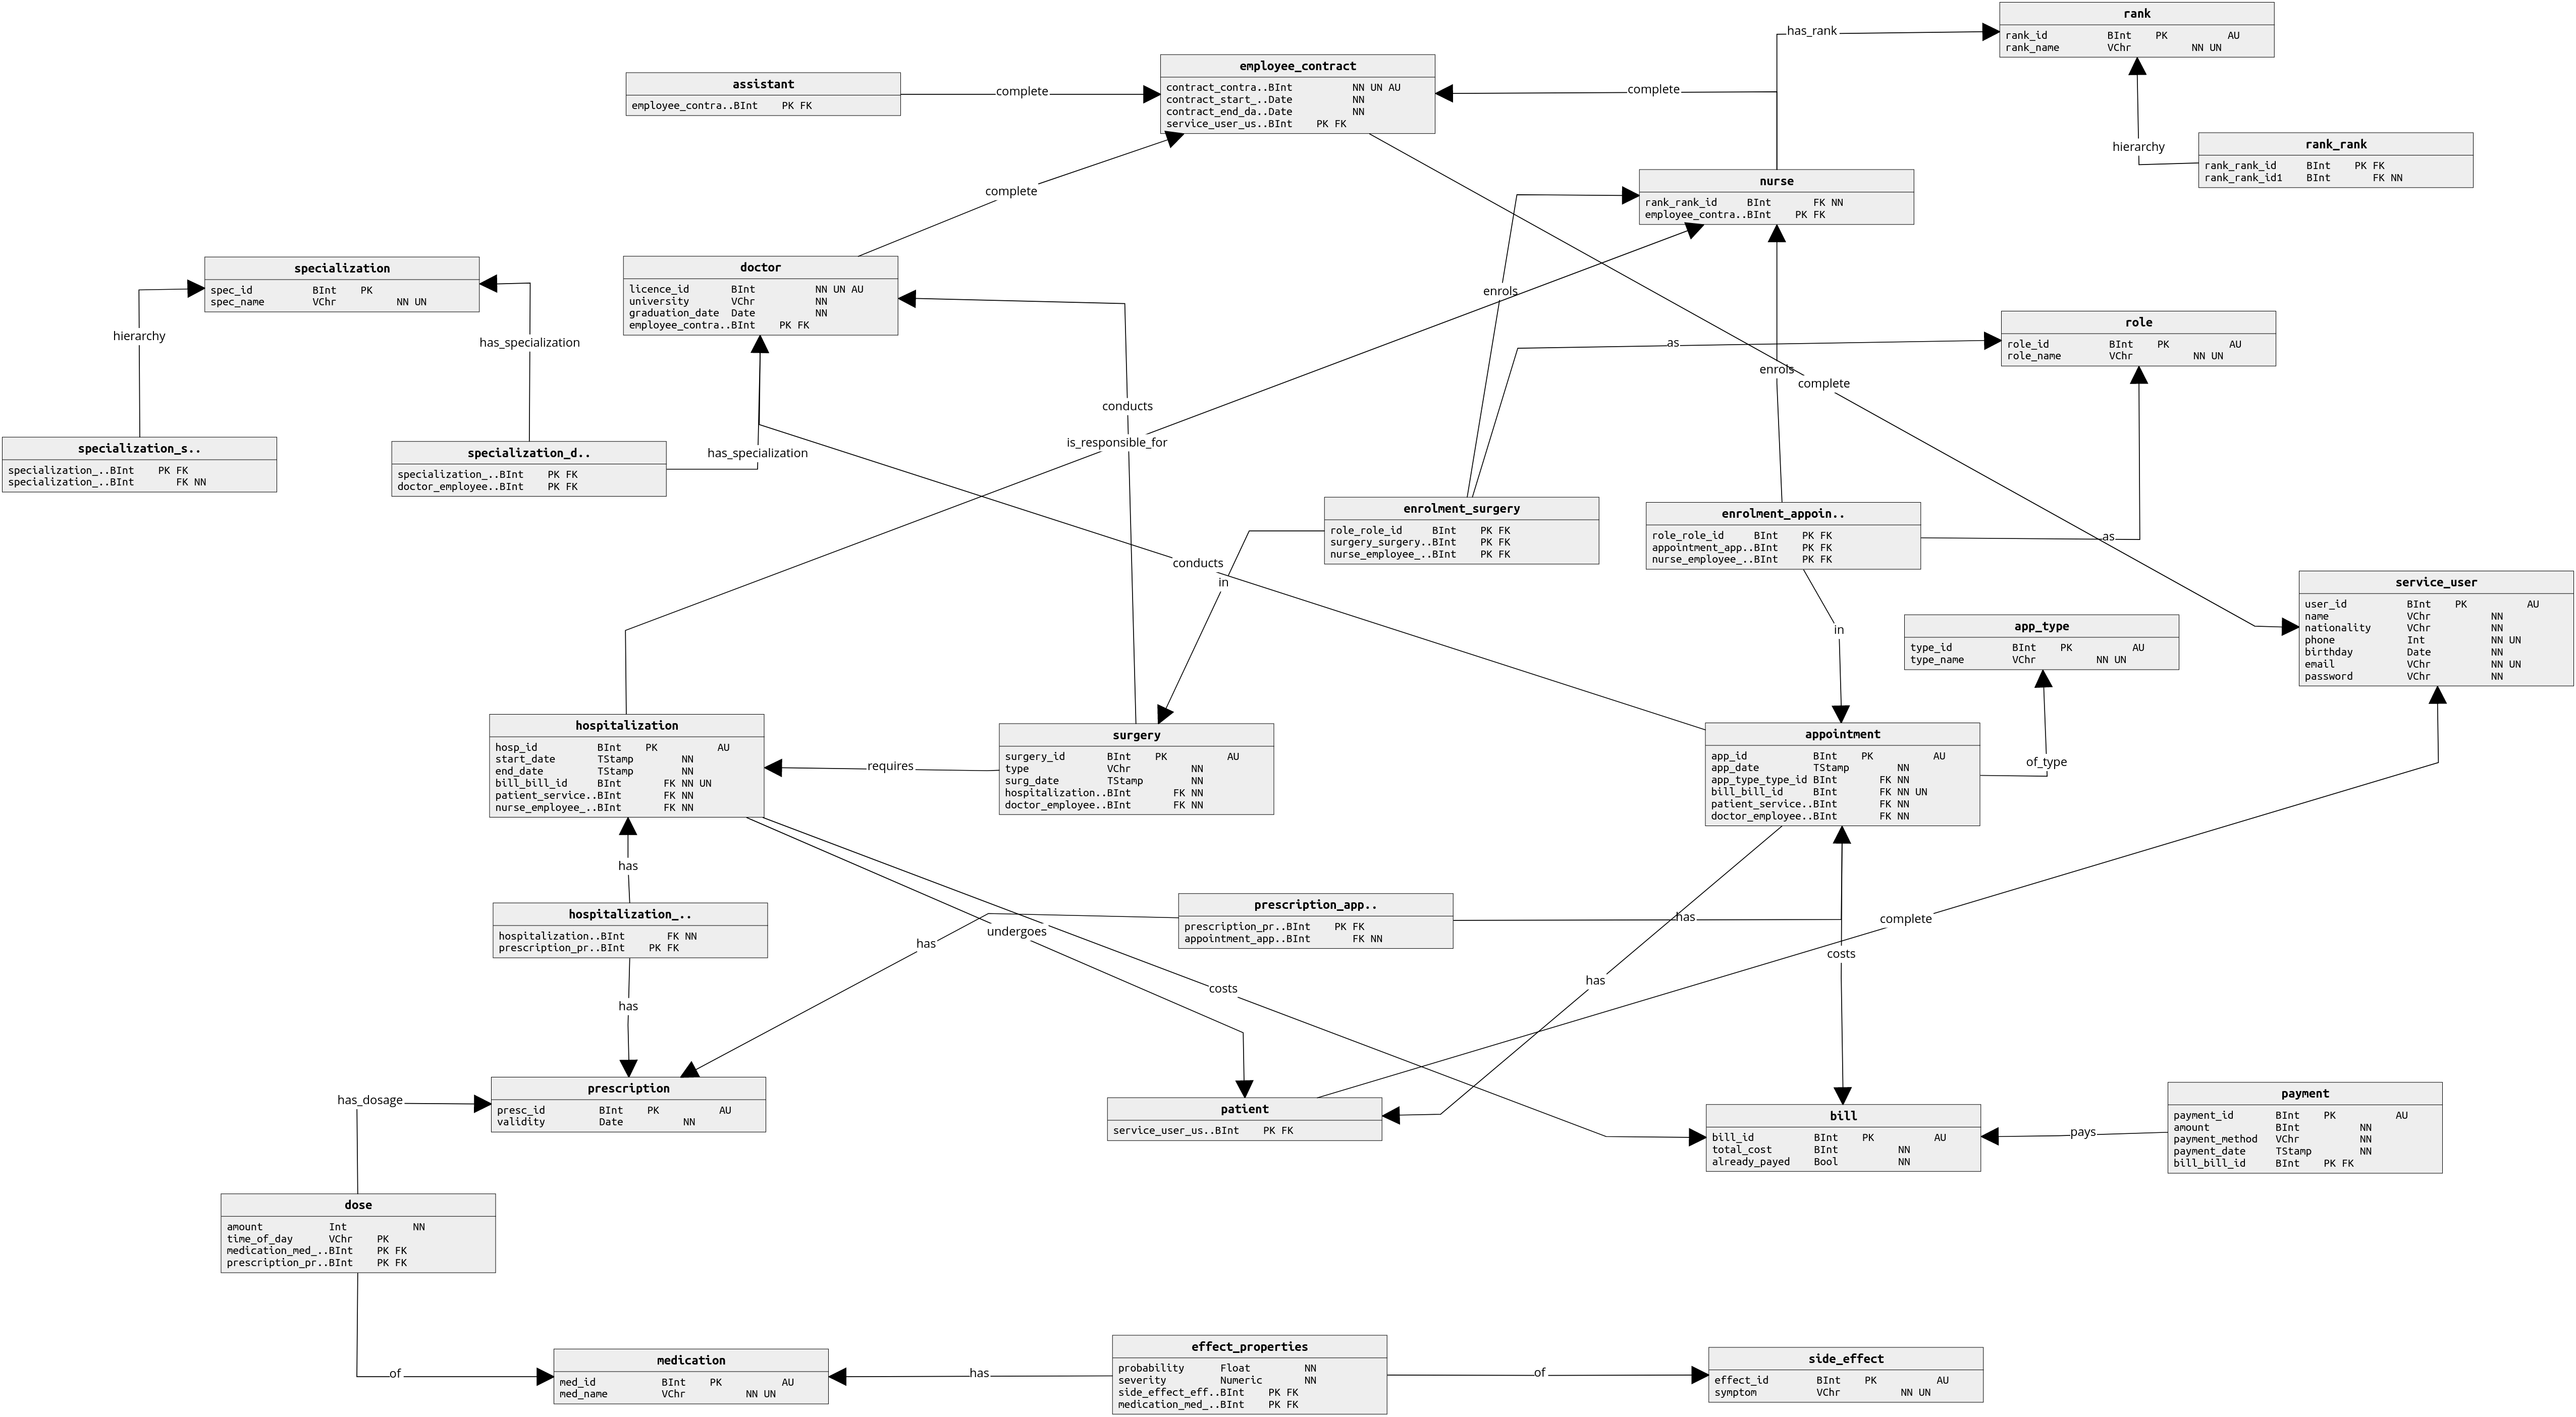 rank
rank_id BInt PK AU
rank_name VChr NN UN
has_rank
employee_contract
contract_contra..BInt NN UN AU
contract_start_..Date NN
contract_end_da..Date NN
service_user_us..BInt PK FK
assistant
employee_contra..BInt PK FK
complete
complete
hierarchy
rank_rank
rank_rank_id BInt PK FK
rank_rank_id1 BInt FK NN
nurse
rank_rank_id BInt FK NN
employee_contra..BInt PK FK
complete
specialization
spec_id BInt PK
spec_name VChr NN UN
doctor
licence_id BInt NN UN AU
university VChr NN
graduation_date Date NN
employee_contra..BInt PK FK
enrols
role
role_id BInt PK AU
role_name VChr NN UN
hierarchy
has_specialization
as
enrols
complete
conducts
is_responsible_for
has_specialization
specialization_s..
specialization_..BInt PK FK
specialization_..BInt FK NN
specialization_d..
specialization_..BInt PK FK
doctor_employee..BInt PK FK
enrolment_surgery
role_role_id BInt PK FK
surgery_surgery..BInt PK FK
nurse_employee_..BInt PK FK
enrolment_appoin..
role_role_id BInt PK FK
appointment_app..BInt PK FK
nurse_employee_..BInt PK FK
as
conducts
in
in
service_user
user_id BInt PK AU
name VChr NN
nationality VChr NN
phone Int NN UN
birthday Date NN
email VChr NN UN
password VChr NN
app_type
type_id BInt PK AU
type_name VChr NN UN
hospitalization
hosp_id BInt PK AU
start_date TStamp NN
end_date TStamp NN
bill_bill_id BInt FK NN UN
patient_service..BInt FK NN
nurse_employee_..BInt FK NN
requires
surgery
surgery_id BInt PK AU
type VChr NN
surg_date TStamp NN
hospitalization..BInt FK NN
doctor_employee..BInt FK NN
appointment
app_id BInt PK AU
app_date TStamp NN
app_type_type_id BInt FK NN
bill_bill_id BInt FK NN UN
patient_service..BInt FK NN
doctor_employee..BInt FK NN
of_type
has
hospitalization_..
hospitalization..BInt FK NN
prescription_pr..BInt PK FK
prescription_app..
prescription_pr..BInt PK FK
appointment_app..BInt FK NN
has
complete
undergoes
has
costs
has
costs
has
prescription
presc_id BInt PK AU
validity Date NN
has_dosage
patient
service_user_us..BInt PK FK
bill
bill_id BInt PK AU
total_cost BInt NN
already_payed Bool NN
pays
payment
payment_id BInt PK AU
amount BInt NN
payment_method VChr NN
payment_date TStamp NN
bill_bill_id BInt PK FK
dose
amount Int NN
time_of_day VChr PK
medication_med_..BInt PK FK
prescription_pr..BInt PK FK
of
medication
med_id BInt PK AU
med_name VChr NN UN
has
effect_properties
probability Float NN
severity Numeric NN
side_effect_eff..BInt PK FK
medication_med_..BInt PK FK
of
side_effect
effect_id BInt PK AU
symptom VChr NN UN